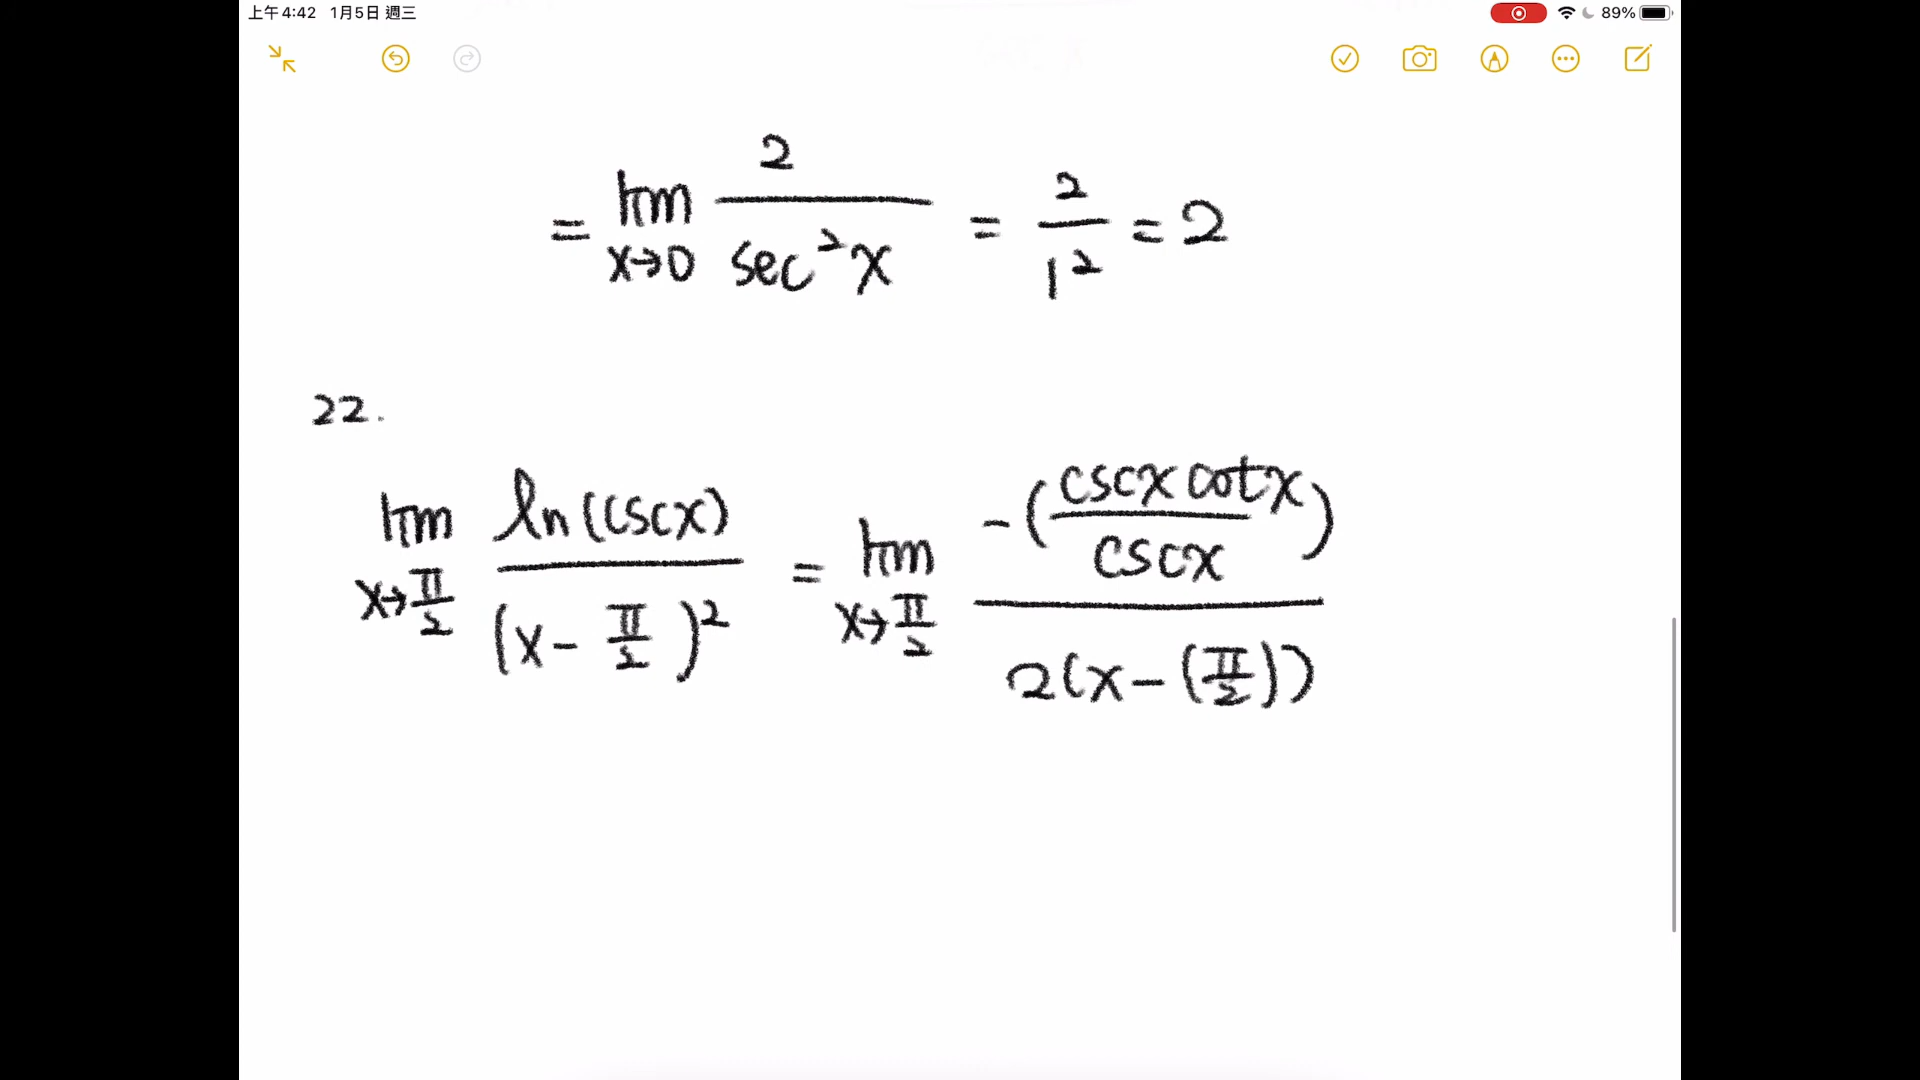 上午4:42 1月5日 週三 89%
= lim x→0 2 / sec²x = 2 / 1² = 2
22.
lim x→π/2 ln(cscx) / (x - π/2)² = lim x→π/2 -(cscx cotx / cscx) / 2(x-(π/2))